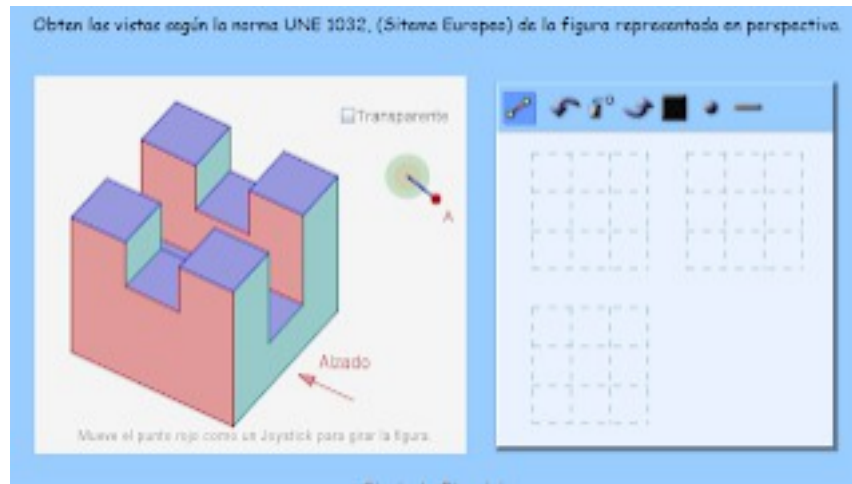 Obten las vistas según la norma UNE 1032, (Sitema Europeo) de la figura representada en perspectiva.
Transparente
A
Alzado
Mueve el punto rojo como un Joystick para girar la figura.